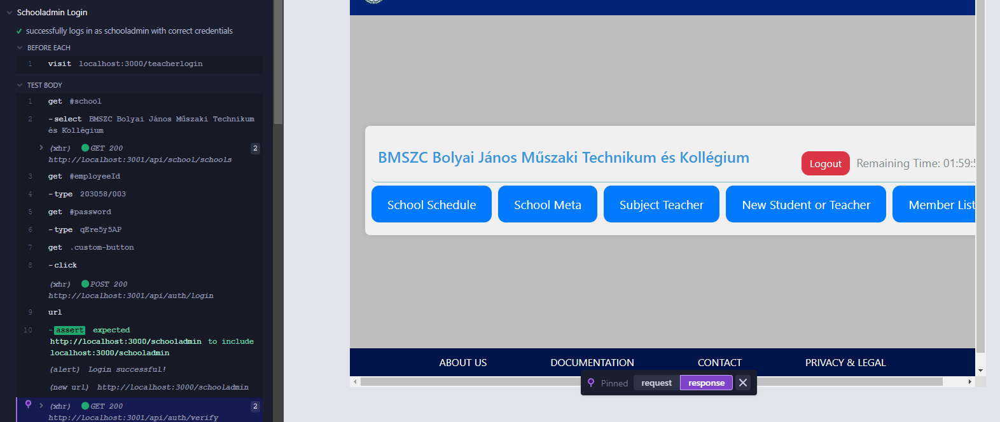 Schooladmin Login
successfully logs in as schooladmin with correct credentials
BEFORE EACH
1 visit localhost:3000/teacherlogin
TEST BODY
1 get #school
2 -select BMSZC Bolyai János Műszaki Technikum
és Kollégium
(xhr) GET 200 2
http://localhost:3001/api/school/schools
3 get #employeeId
4 -type 203058/003
5 get #password
6 -type qEre5y5AP
7 get .custom-button
8 -click
(xhr) POST 200
http://localhost:3001/api/auth/login
9 url
10 -assert expected
http://localhost:3000/schooladmin to include
localhost:3000/schooladmin
(alert) Login successful!
(new url) http://localhost:3000/schooladmin
(xhr) GET 200 2
http://localhost:3001/api/auth/verify
BMSZC Bolyai János Műszaki Technikum és Kollégium
Logout Remaining Time: 01:59:5
School Schedule School Meta Subject Teacher New Student or Teacher Member List
ABOUT US DOCUMENTATION CONTACT PRIVACY & LEGAL
Pinned request response